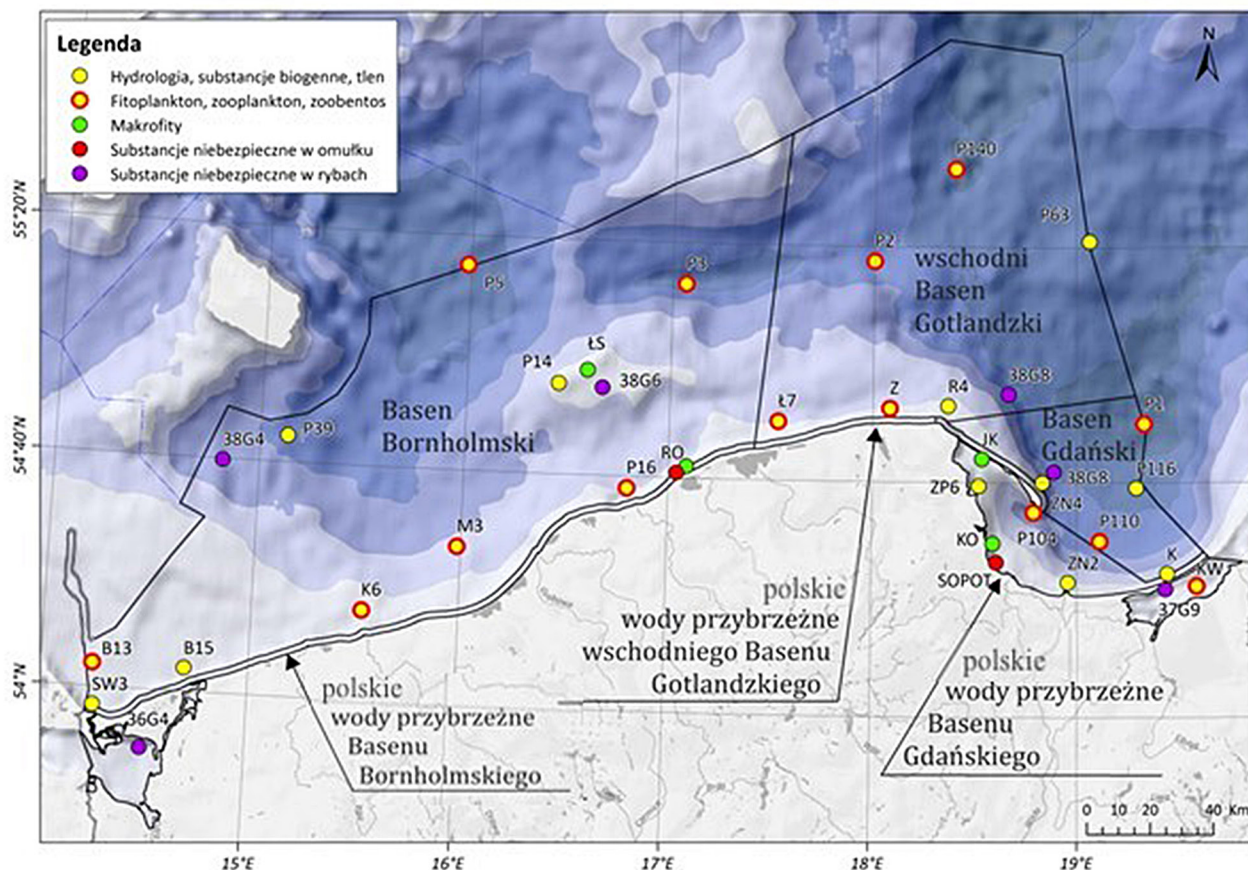 Legenda
Hydrologia, substancje biogenne, tlen
Fitoplankton, zooplankton, zoobentos
Makrofity
Substancje niebezpieczne w omułku
Substancje niebezpieczne w rybach
N
55°20'N
54°40'N
54°N
P140
P63
P2
wschodni
Basen
Gotlandzki
P5
P3
ŁS
P14
38G6
38G8
Basen
Bornholmski
38G4
P39
Ł7
Z
R4
P1
Basen
Gdański
JK
RO
P16
ZP6
38G8
P116
ZN4
P104
P110
M3
KO
SOPOT
ZN2
K
KW
37G9
K6
B13
B15
SW3
36G4
polskie
wody przybrzeżne
wschodniego Basenu
Gotlandzkiego
polskie
wody przybrzeżne
Basenu
Gdańskiego
polskie
wody przybrzeżne
Basenu
Bornholmskiego
0 10 20 40 Km
15°E
16°E
17°E
18°E
19°E